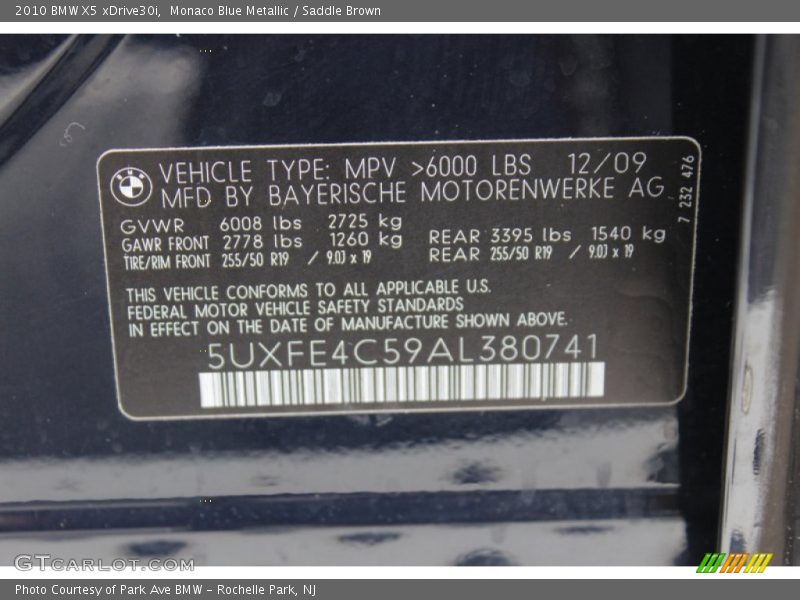 2010 BMW X5 xDrive30i,  Monaco Blue Metallic / Saddle Brown
BMW
VEHICLE TYPE: MPV >6000 LBS 12/09
MFD BY BAYERISCHE MOTORENWERKE AG
7 232 476
GVWR 6008 lbs 2725 kg
GAWR FRONT 2778 lbs 1260 kg REAR 3395 lbs 1540 kg
TIRE/RIM FRONT 255/50 R19 / 9.0J x 19 REAR 255/50 R19 / 9.0J x 19
THIS VEHICLE CONFORMS TO ALL APPLICABLE U.S.
FEDERAL MOTOR VEHICLE SAFETY STANDARDS
IN EFFECT ON THE DATE OF MANUFACTURE SHOWN ABOVE.
5UXFE4C59AL380741
GTCARLOT.COM
Photo Courtesy of Park Ave BMW - Rochelle Park, NJ